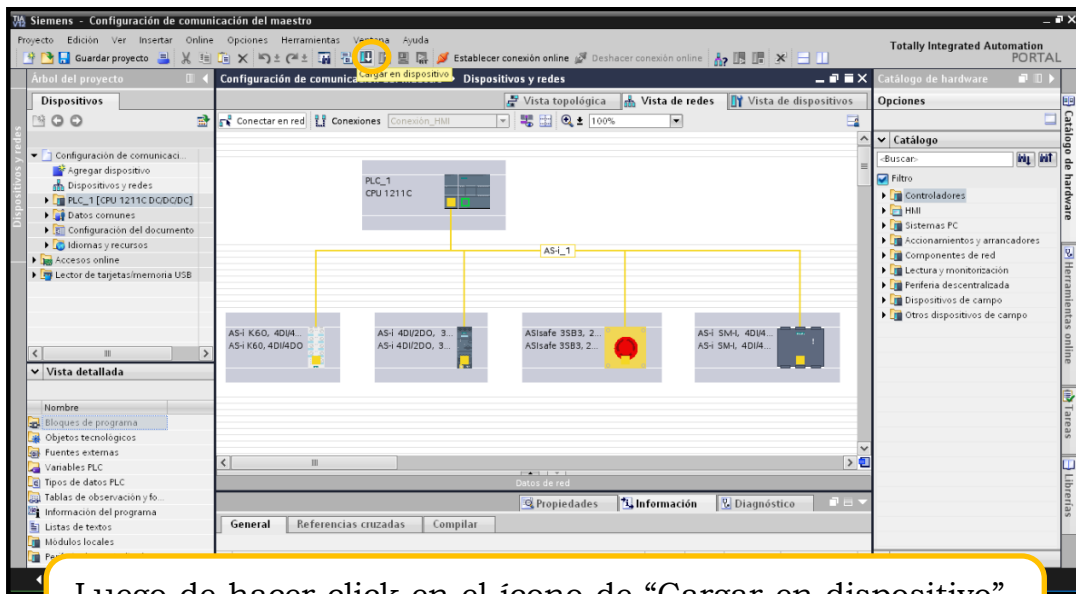 Siemens - Configuración de comunicación del maestro
Proyecto Edición Ver Insertar Online Opciones Herramientas Ventana Ayuda
Guardar proyecto
Establecer conexión online
Deshacer conexión online
Totally Integrated Automation
PORTAL
Cargar en dispositivo
Árbol del proyecto
Configuración de comunicación del maestro
Dispositivos y redes
Catálogo de hardware
Dispositivos
Vista topológica
Vista de redes
Vista de dispositivos
Opciones
Conectar en red
Conexiones
Conexión_HMI
100%
Catálogo
<Buscar>
Filtro
Controladores
HMI
Sistemas PC
Accionamientos y arrancadores
Componentes de red
Lectura y monitorización
Periferia descentralizada
Dispositivos de campo
Otros dispositivos de campo
Configuración de comunicaci...
Agregar dispositivo
Dispositivos y redes
PLC_1 [CPU 1211C DC/DC/DC]
Datos comunes
Configuración del documento
Idiomas y recursos
Accesos online
Lector de tarjetas/memoria USB
PLC_1
CPU 1211C
AS-i_1
AS-i K60, 4DI/4...
AS-i K60, 4DI/4DO
AS-i 4DI/2DO, 3...
AS-i 4DI/2DO, 3...
ASIsafe 3SB3, 2...
ASIsafe 3SB3, 2...
AS-i SM-I, 4DI/4...
AS-i SM-I, 4DI/4...
Vista detallada
Nombre
Bloques de programa
Objetos tecnológicos
Fuentes externas
Variables PLC
Tipos de datos PLC
Tablas de observación y fo...
Información del programa
Listas de textos
Módulos locales
Datos de red
Propiedades
Información
Diagnóstico
General
Referencias cruzadas
Compilar
Dispositivos y redes
Catálogo de hardware
Herramientas online
Tareas
Librerías
Luego de hacer click en el ícono de “Cargar en dispositivo”